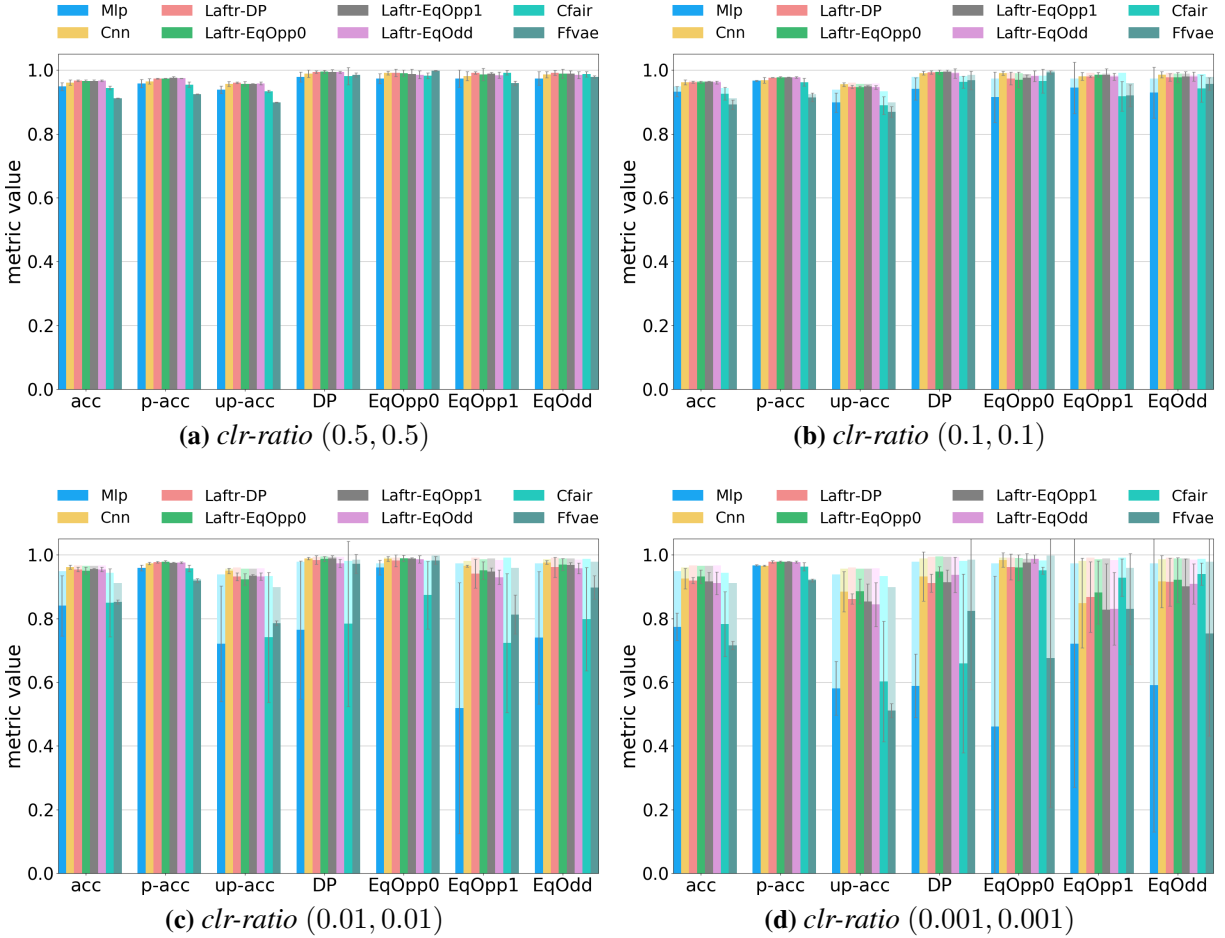 Mlp Laftr-DP Laftr-EqOpp1 Cfair
Cnn Laftr-EqOpp0 Laftr-EqOdd Ffvae
metric value
1.0
0.8
0.6
0.4
0.2
0.0
acc p-acc up-acc DP EqOpp0 EqOpp1 EqOdd
(a) clr-ratio (0.5, 0.5)
Mlp Laftr-DP Laftr-EqOpp1 Cfair
Cnn Laftr-EqOpp0 Laftr-EqOdd Ffvae
metric value
1.0
0.8
0.6
0.4
0.2
0.0
acc p-acc up-acc DP EqOpp0 EqOpp1 EqOdd
(b) clr-ratio (0.1, 0.1)
Mlp Laftr-DP Laftr-EqOpp1 Cfair
Cnn Laftr-EqOpp0 Laftr-EqOdd Ffvae
metric value
1.0
0.8
0.6
0.4
0.2
0.0
acc p-acc up-acc DP EqOpp0 EqOpp1 EqOdd
(c) clr-ratio (0.01, 0.01)
Mlp Laftr-DP Laftr-EqOpp1 Cfair
Cnn Laftr-EqOpp0 Laftr-EqOdd Ffvae
metric value
1.0
0.8
0.6
0.4
0.2
0.0
acc p-acc up-acc DP EqOpp0 EqOpp1 EqOdd
(d) clr-ratio (0.001, 0.001)